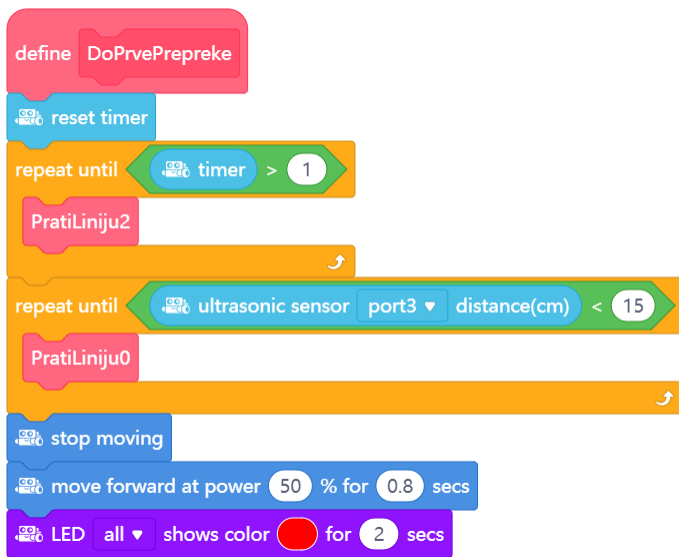 define DoPrvePrepreke
reset timer
repeat until timer > 1
PratiLiniju2
repeat until ultrasonic sensor port3 distance(cm) < 15
PratiLiniju0
stop moving
move forward at power 50 % for 0.8 secs
LED all shows color for 2 secs